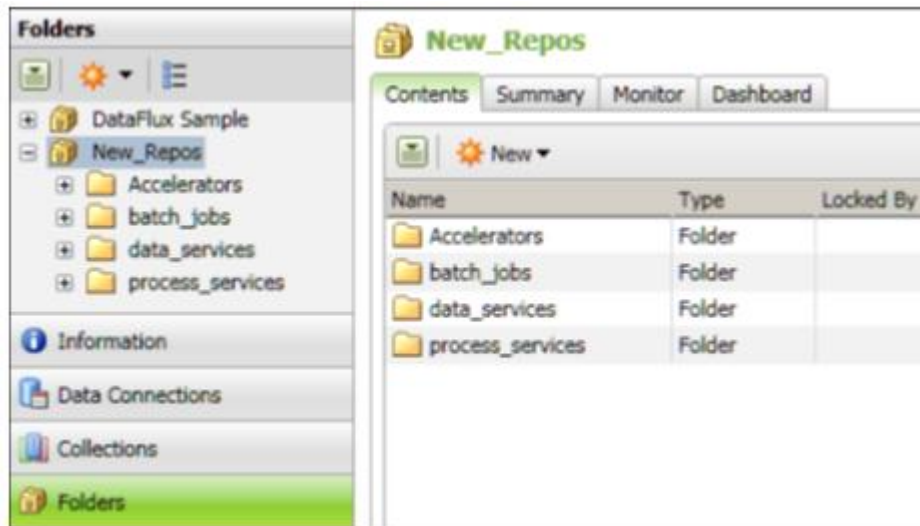 Folders
DataFlux Sample
New_Repos
Accelerators
batch_jobs
data_services
process_services
Information
Data Connections
Collections
Folders
New_Repos
Contents Summary Monitor Dashboard
New
Name Type Locked By
Accelerators Folder
batch_jobs Folder
data_services Folder
process_services Folder